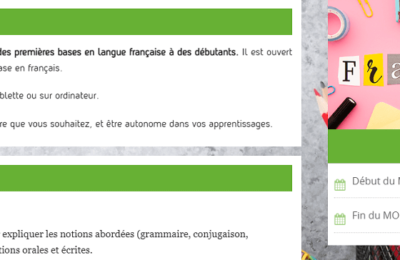 des premières bases en langue française à des débutants. Il est ouvert
ase en français.
blette ou sur ordinateur.
re que vous souhaitez, et être autonome dans vos apprentissages.
expliquer les notions abordées (grammaire, conjugaison,
tions orales et écrites.
Fra
Début du M
Fin du MO